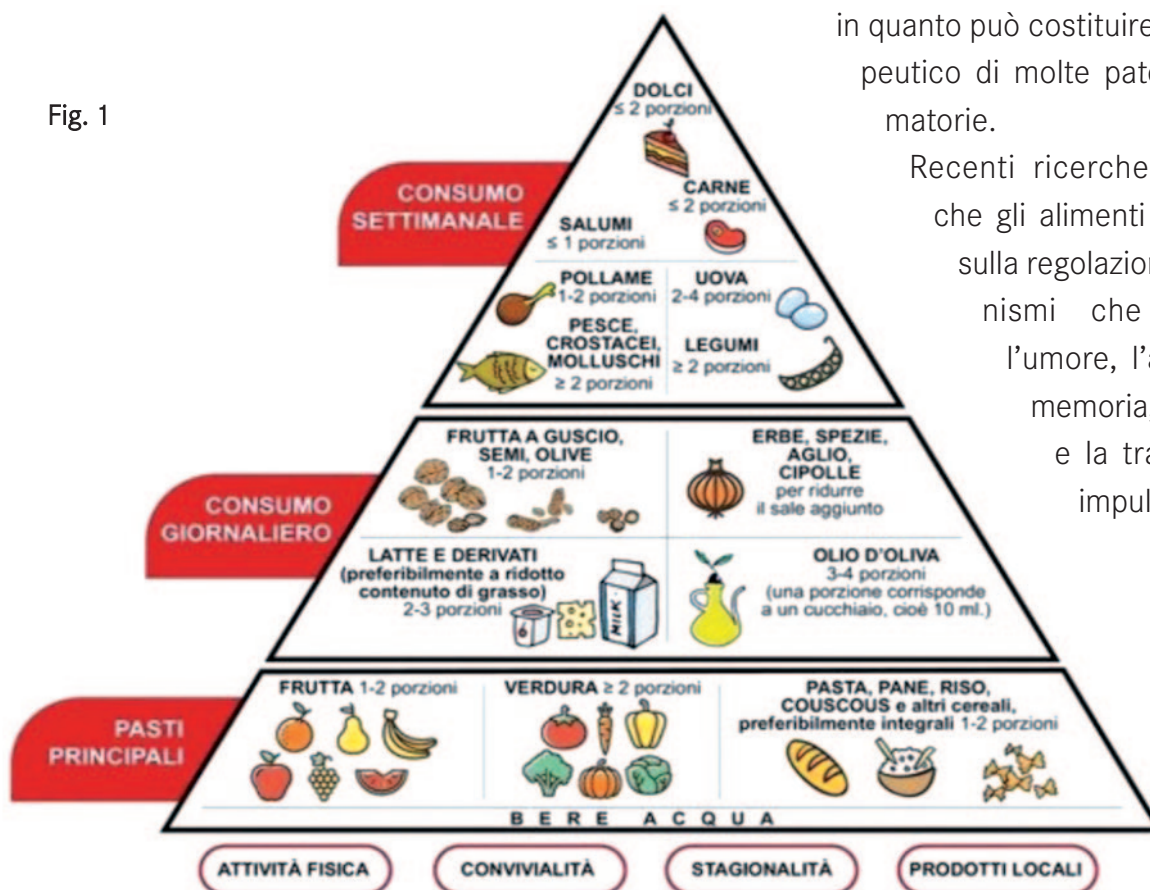 Fig. 1
in quanto può costituire
peutico di molte pato
matorie.
Recenti ricerche
che gli alimenti
sulla regolazion
nismi che
l'umore, l'a
memoria,
e la tra
impul
CONSUMO
SETTIMANALE
DOLCI
≤ 2 porzioni
CARNE
≤ 2 porzioni
SALUMI
≤ 1 porzioni
POLLAME
1-2 porzioni
UOVA
2-4 porzioni
PESCE,
CROSTACEI,
MOLLUSCHI
≥ 2 porzioni
LEGUMI
≥ 2 porzioni
CONSUMO
GIORNALIERO
FRUTTA A GUSCIO,
SEMI, OLIVE
1-2 porzioni
ERBE, SPEZIE,
AGLIO,
CIPOLLE
per ridurre
il sale aggiunto
LATTE E DERIVATI
(preferibilmente a ridotto
contenuto di grasso)
2-3 porzioni
MILK
OLIO D'OLIVA
3-4 porzioni
(una porzione corrisponde
a un cucchiaio, cioè 10 ml.)
PASTI
PRINCIPALI
FRUTTA 1-2 porzioni
VERDURA ≥ 2 porzioni
PASTA, PANE, RISO,
COUSCOUS e altri cereali,
preferibilmente integrali 1-2 porzioni
BERE ACQUA
ATTIVITÀ FISICA
CONVIVIALITÀ
STAGIONALITÀ
PRODOTTI LOCALI